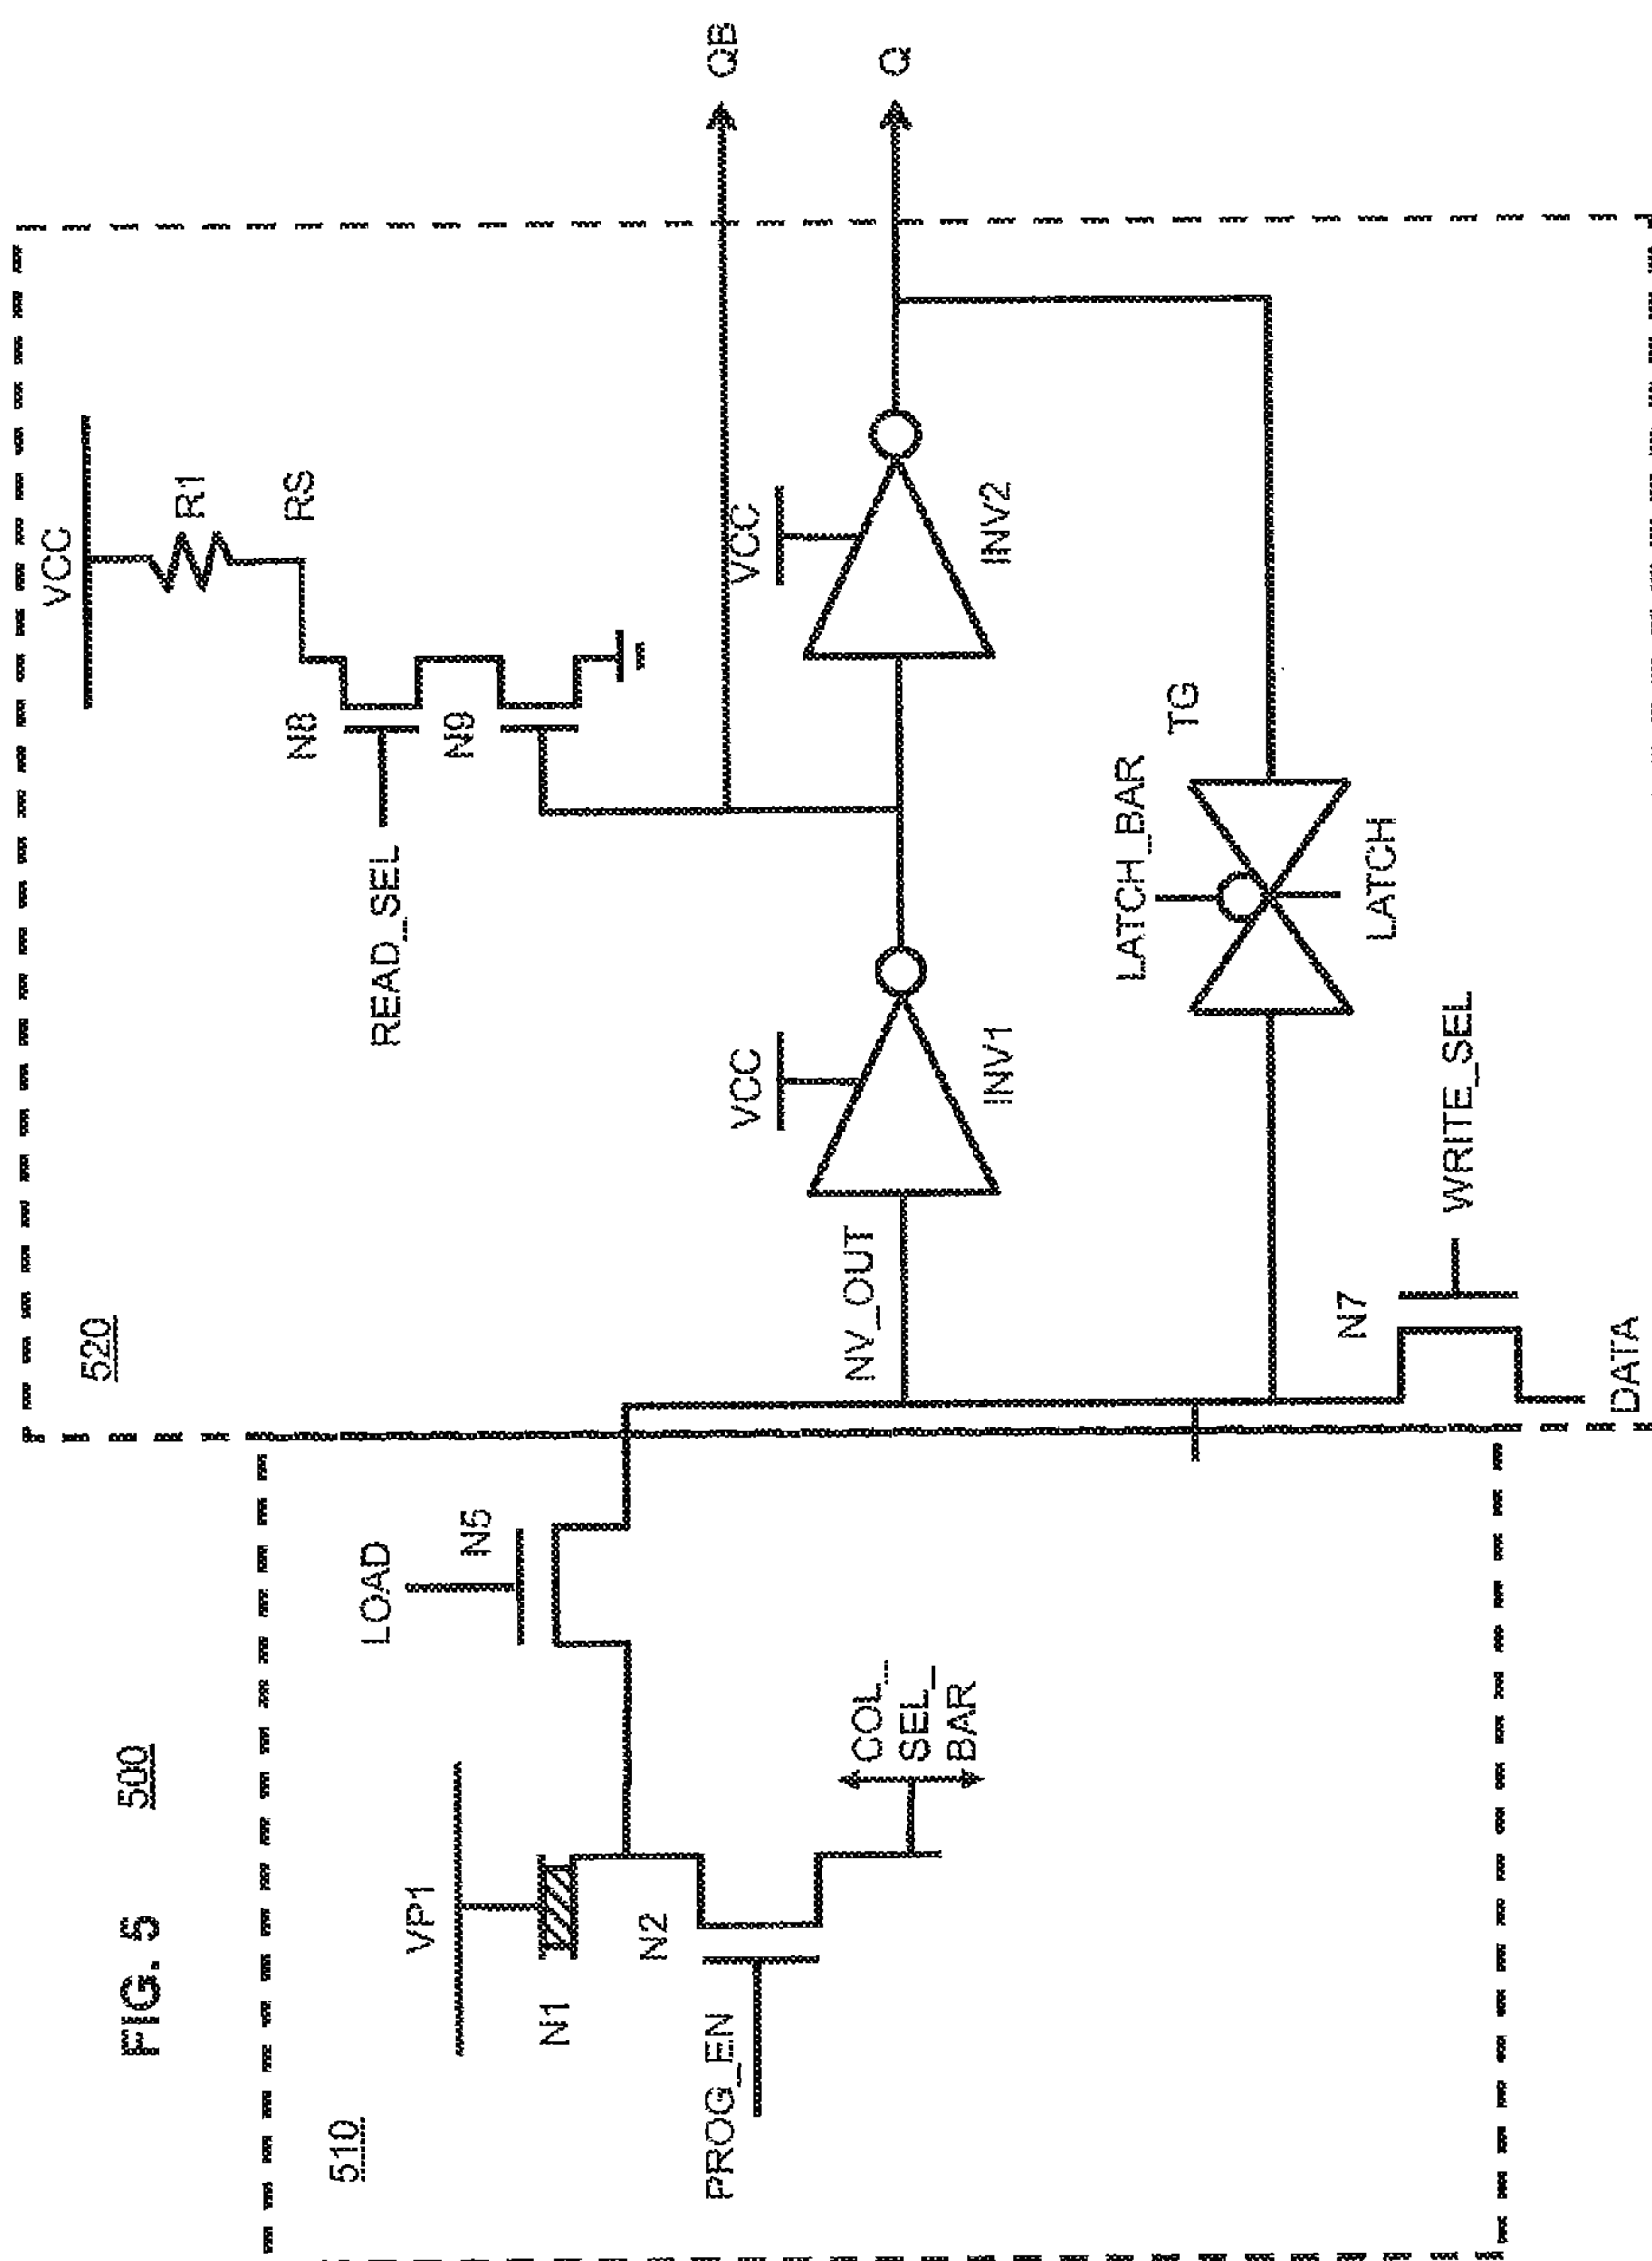 FIG. 5 500
510
VP1
N1
N2
PROG_EN
COL_
SEL_
BAR
LOAD
N5
520
NV_OUT
VCC
INV1
READ_SEL
N8
N9
VCC
R1
RS
VCC
INV2
QB
Q
LATCH_BAR
TG
LATCH
N7
WRITE_SEL
DATA